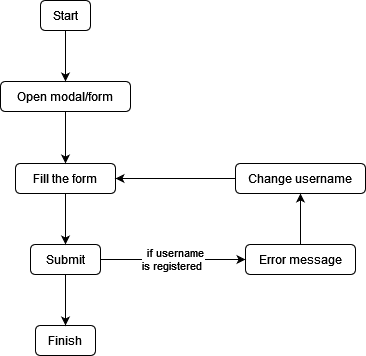 Start
Open modal/form
Fill the form
Change username
Submit
if username
is registered
Error message
Finish